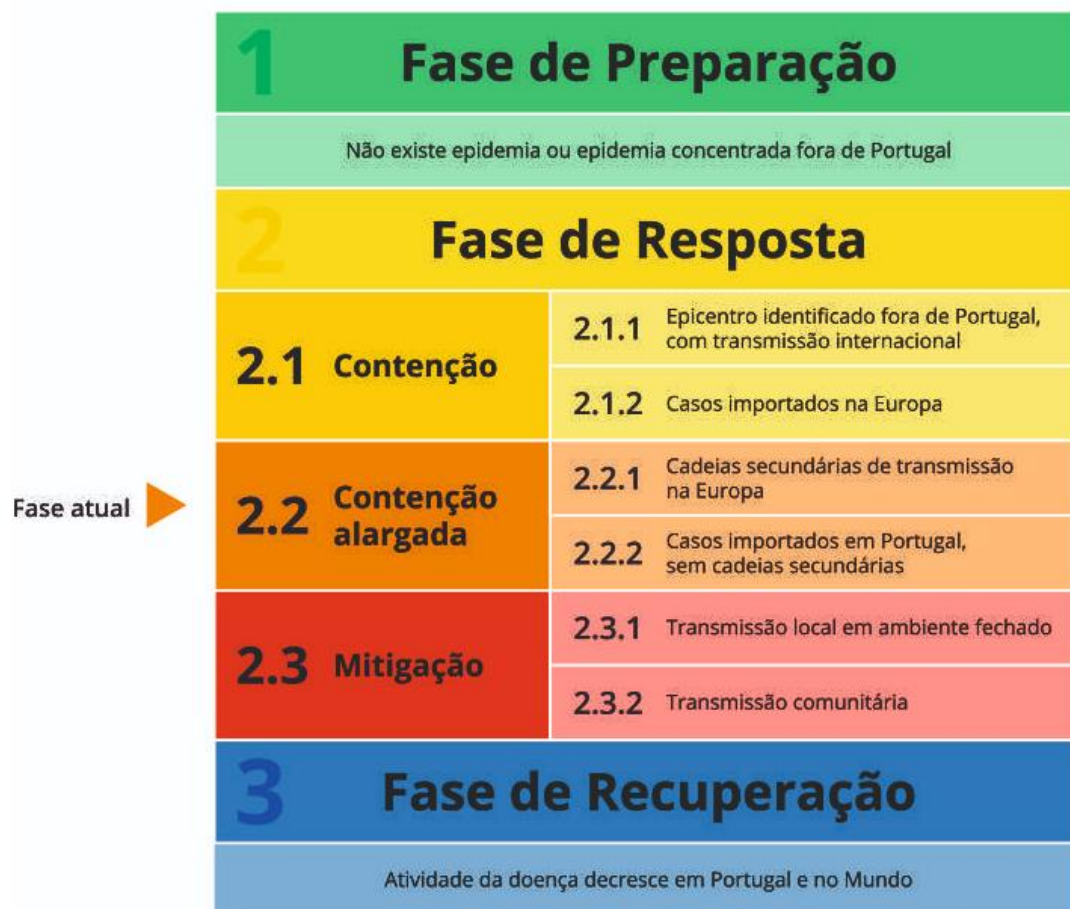 1 Fase de Preparação
Não existe epidemia ou epidemia concentrada fora de Portugal
2 Fase de Resposta
2.1 Contenção
2.1.1 Epicentro identificado fora de Portugal,
com transmissão internacional
2.1.2 Casos importados na Europa
Fase atual
2.2 Contenção
alargada
2.2.1 Cadeias secundárias de transmissão
na Europa
2.2.2 Casos importados em Portugal,
sem cadeias secundárias
2.3 Mitigação
2.3.1 Transmissão local em ambiente fechado
2.3.2 Transmissão comunitária
3 Fase de Recuperação
Atividade da doença decresce em Portugal e no Mundo